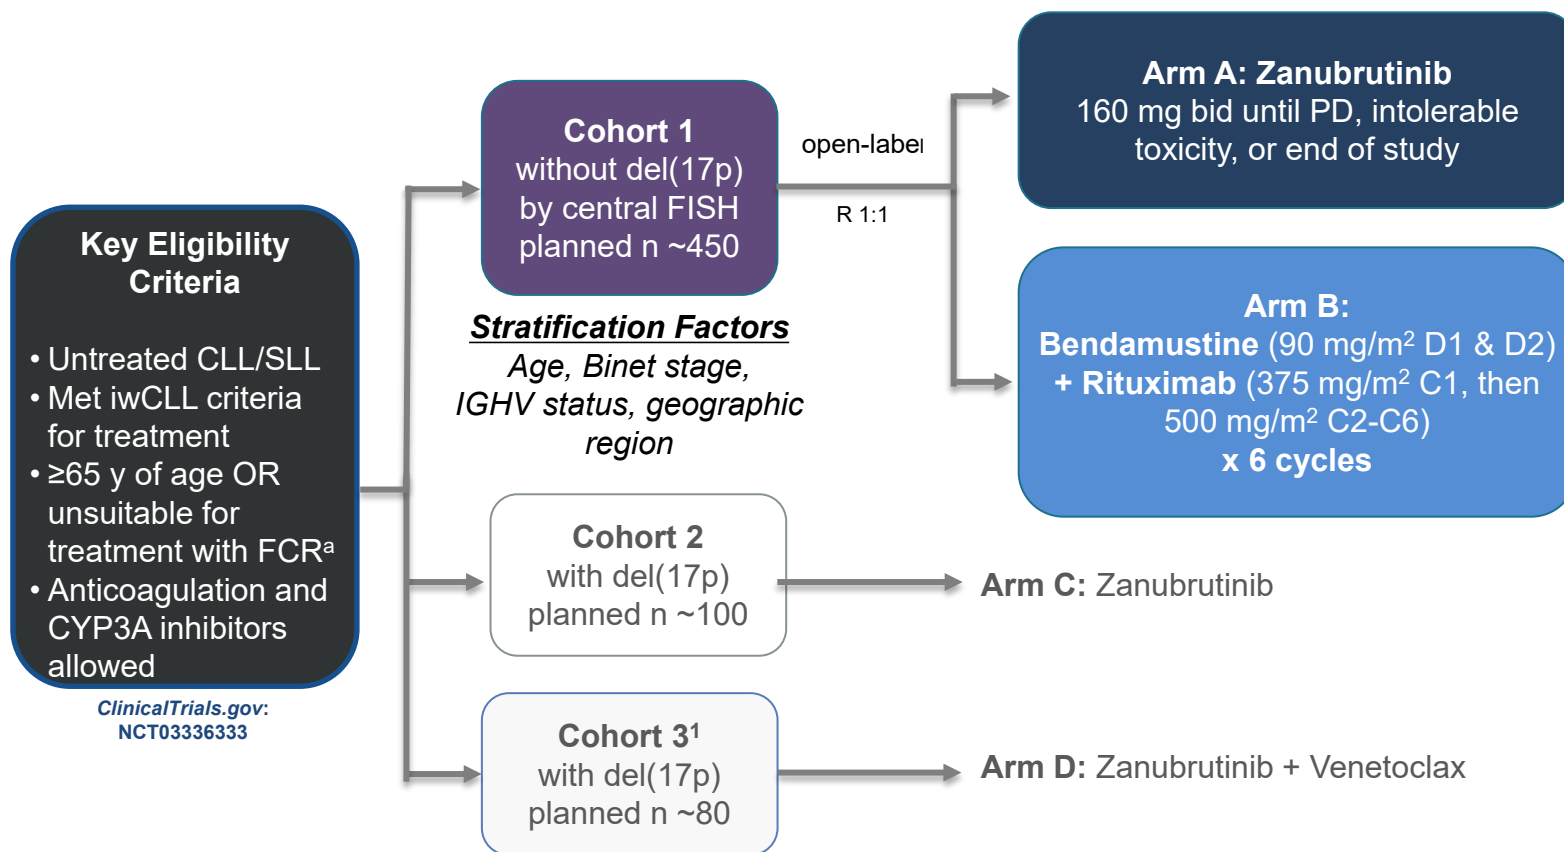 Key Eligibility
Criteria
• Untreated CLL/SLL
• Met iwCLL criteria
for treatment
• ≥65 y of age OR
unsuitable for
treatment with FCRᵃ
• Anticoagulation and
CYP3A inhibitors
allowed
ClinicalTrials.gov:
NCT03336333
Cohort 1
without del(17p)
by central FISH
planned n ~450
Stratification Factors
Age, Binet stage,
IGHV status, geographic
region
open-label
R 1:1
Arm A: Zanubrutinib
160 mg bid until PD, intolerable
toxicity, or end of study
Arm B:
Bendamustine (90 mg/m² D1 & D2)
+ Rituximab (375 mg/m² C1, then
500 mg/m² C2-C6)
x 6 cycles
Cohort 2
with del(17p)
planned n ~100
Arm C: Zanubrutinib
Cohort 3¹
with del(17p)
planned n ~80
Arm D: Zanubrutinib + Venetoclax